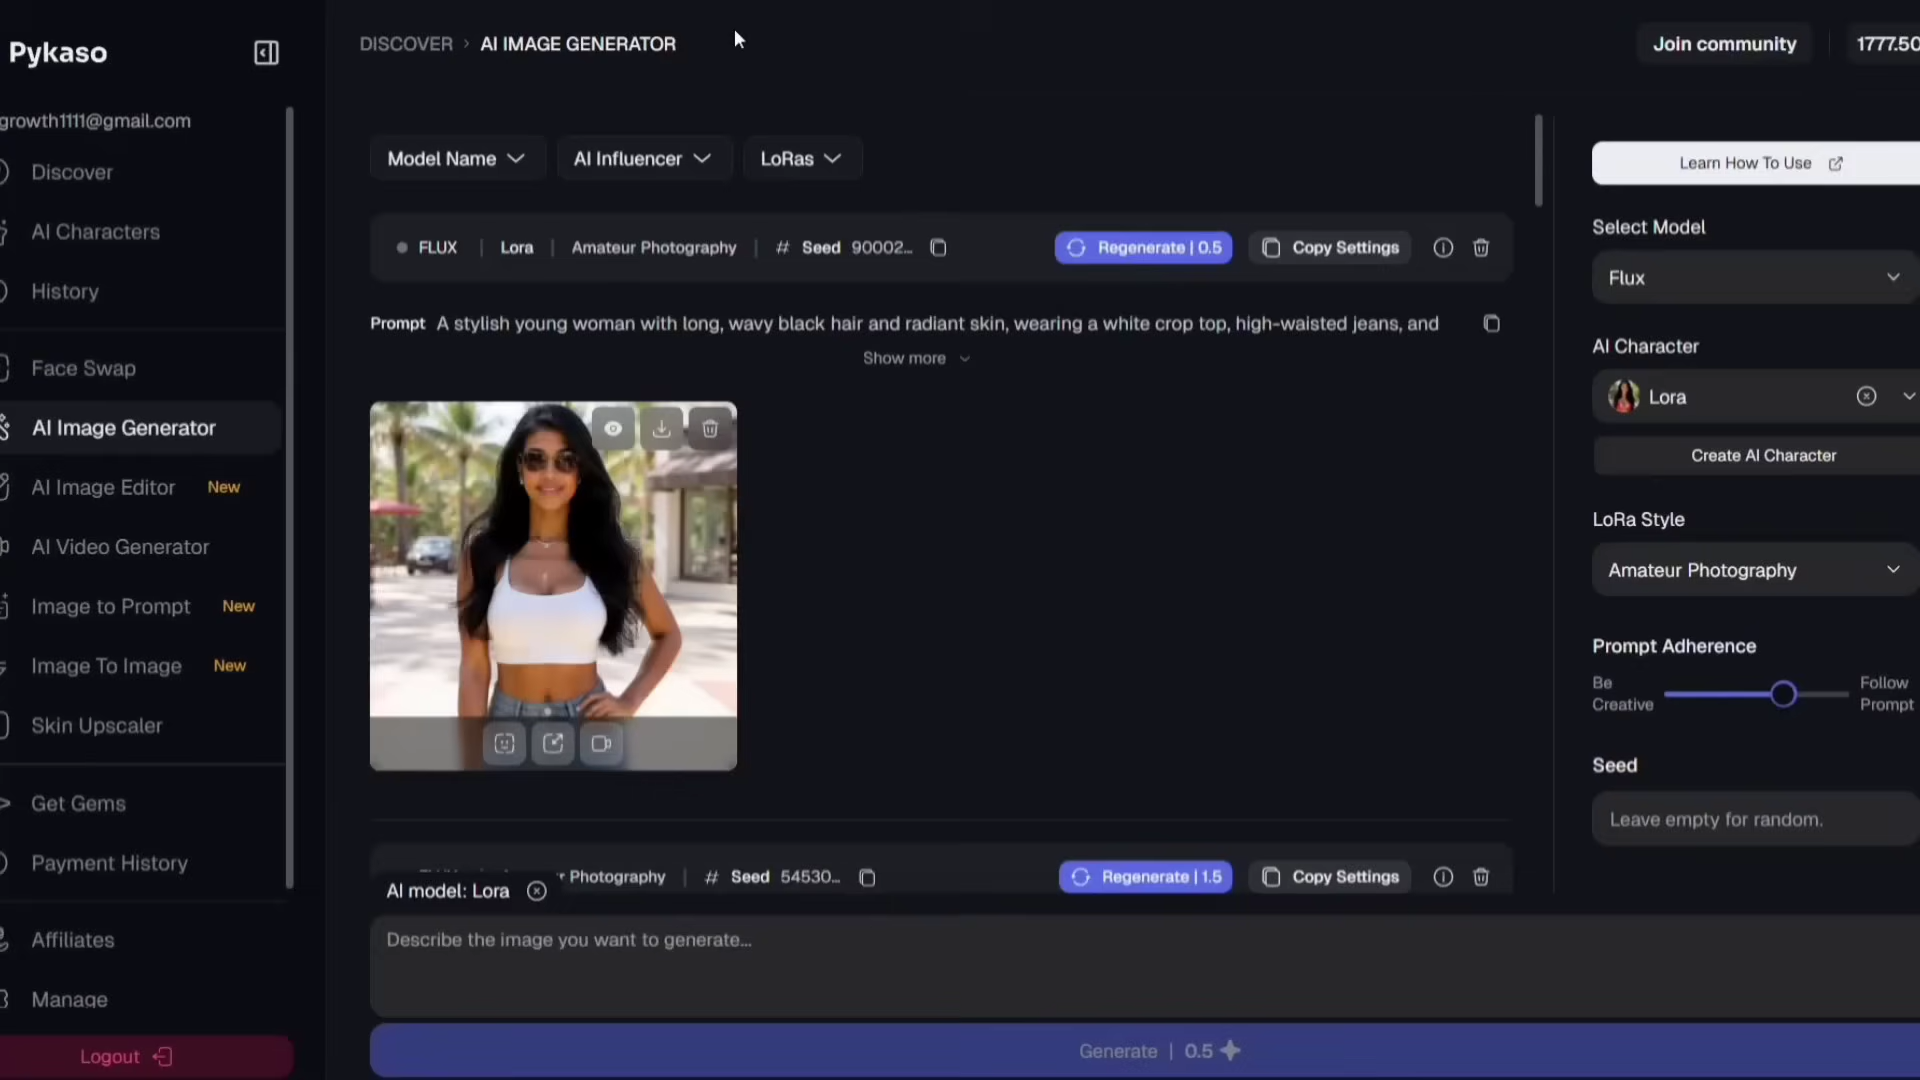 Pykaso
growth1111@gmail.com
Discover
AI Characters
History
Face Swap
AI Image Generator
AI Image Editor New
AI Video Generator
Image to Prompt New
Image To Image New
Skin Upscaler
Get Gems
Payment History
Affiliates
Manage
Logout
DISCOVER › AI IMAGE GENERATOR
Join community
1777.50
Model Name
AI Influencer
LoRas
FLUX | Lora | Amateur Photography | # Seed 90002...
Regenerate | 0.5
Copy Settings
Prompt A stylish young woman with long, wavy black hair and radiant skin, wearing a white crop top, high-waisted jeans, and
Show more
Photography | # Seed 54530...
Regenerate | 1.5
Copy Settings
AI model: Lora
Describe the image you want to generate...
Generate | 0.5
Learn How To Use
Select Model
Flux
AI Character
Lora
Create AI Character
LoRa Style
Amateur Photography
Prompt Adherence
Be
Creative
Follow
Prompt
Seed
Leave empty for random.